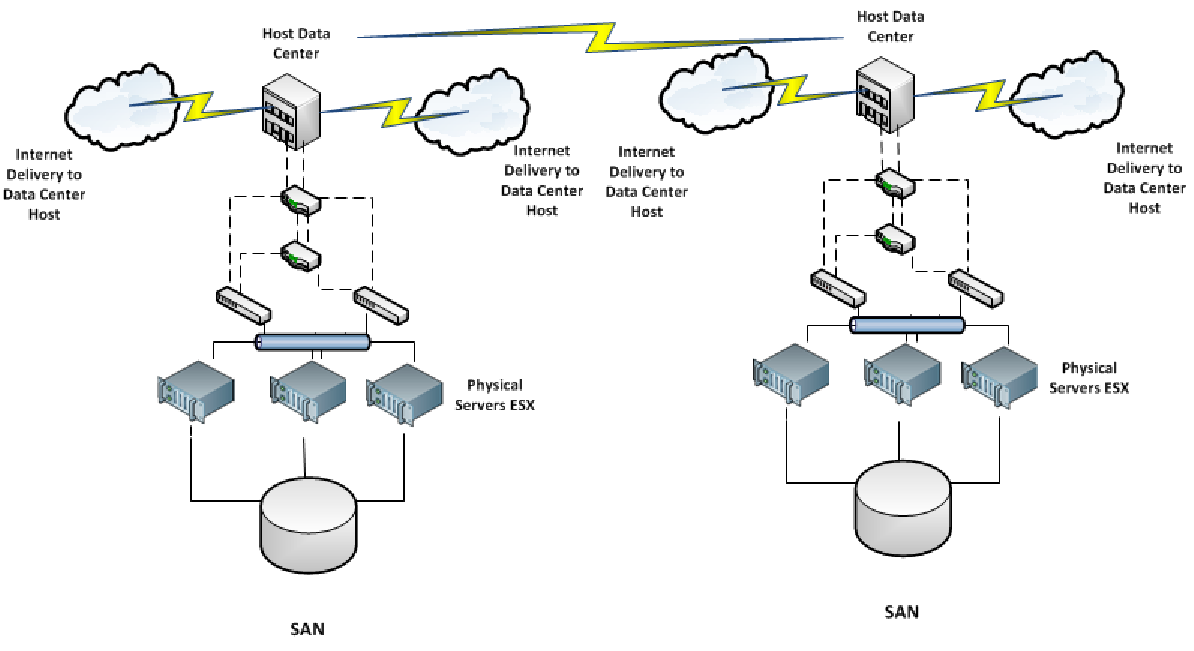 Host Data
Center
Host Data
Center
Internet
Delivery to
Data Center
Host
Internet
Delivery to
Data Center
Host
Internet
Delivery to
Data Center
Host
Internet
Delivery to
Data Center
Host
Physical
Servers ESX
Physical
Servers ESX
SAN
SAN